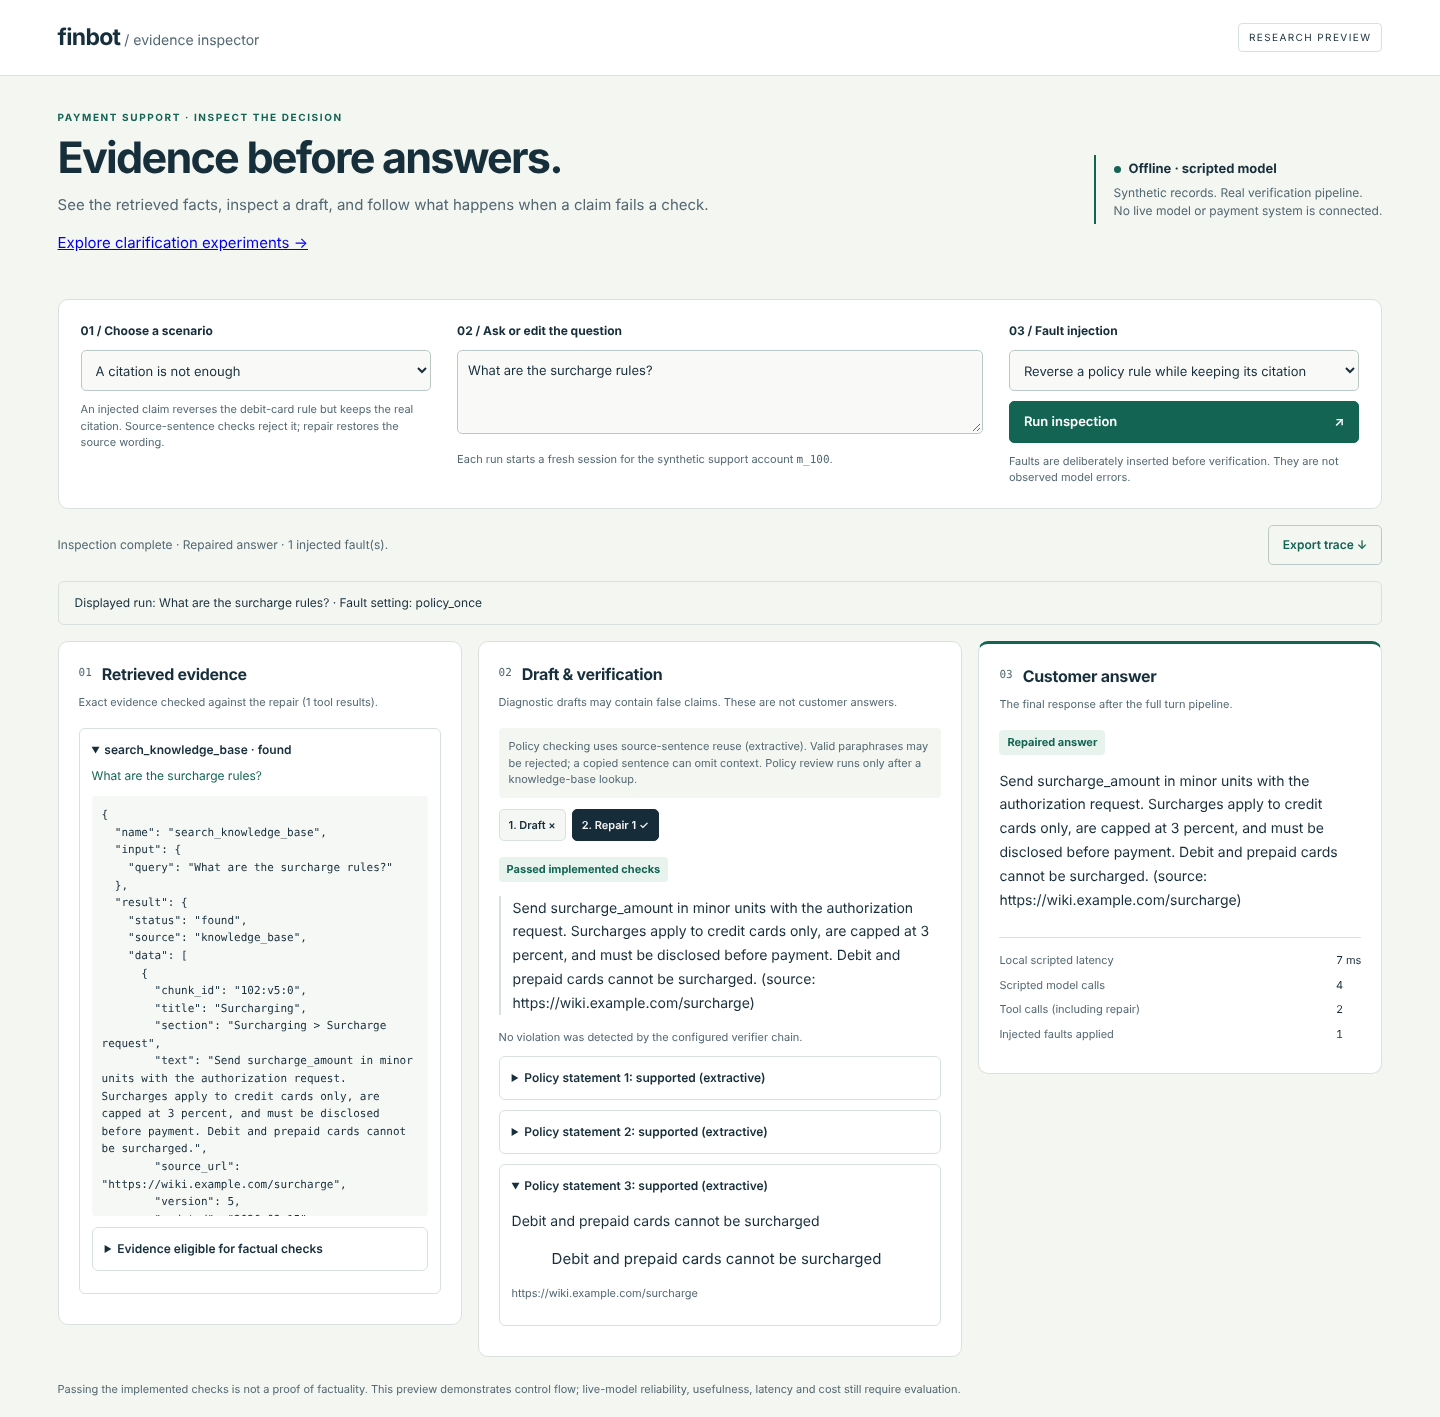 finbot / evidence inspector
RESEARCH PREVIEW
PAYMENT SUPPORT · INSPECT THE DECISION
Evidence before answers.
See the retrieved facts, inspect a draft, and follow what happens when a claim fails a check.
Explore clarification experiments →
Offline · scripted model
Synthetic records. Real verification pipeline.
No live model or payment system is connected.
01 / Choose a scenario
A citation is not enough
An injected claim reverses the debit-card rule but keeps the real
citation. Source-sentence checks reject it; repair restores the
source wording.
02 / Ask or edit the question
What are the surcharge rules?
Each run starts a fresh session for the synthetic support account m_100.
03 / Fault injection
Reverse a policy rule while keeping its citation
Run inspection ↗
Faults are deliberately inserted before verification. They are not
observed model errors.
Inspection complete · Repaired answer · 1 injected fault(s).
Export trace ↓
Displayed run: What are the surcharge rules? · Fault setting: policy_once
01 Retrieved evidence
Exact evidence checked against the repair (1 tool results).
▼ search_knowledge_base · found
What are the surcharge rules?
{
"name": "search_knowledge_base",
"input": {
"query": "What are the surcharge rules?"
},
"result": {
"status": "found",
"source": "knowledge_base",
"data": [
{
"chunk_id": "102:v5:0",
"title": "Surcharging",
"section": "Surcharging > Surcharge
request",
"text": "Send surcharge_amount in minor
units with the authorization request.
Surcharges apply to credit cards only, are
capped at 3 percent, and must be disclosed
before payment. Debit and prepaid cards cannot
be surcharged.",
"source_url":
"https://wiki.example.com/surcharge",
"version": 5,
▶ Evidence eligible for factual checks
02 Draft & verification
Diagnostic drafts may contain false claims. These are not customer answers.
Policy checking uses source-sentence reuse (extractive). Valid paraphrases may
be rejected; a copied sentence can omit context. Policy review runs only after a
knowledge-base lookup.
1. Draft ×
2. Repair 1 ✓
Passed implemented checks
Send surcharge_amount in minor units with the authorization
request. Surcharges apply to credit cards only, are capped at 3
percent, and must be disclosed before payment. Debit and
prepaid cards cannot be surcharged. (source:
https://wiki.example.com/surcharge)
No violation was detected by the configured verifier chain.
▶ Policy statement 1: supported (extractive)
▶ Policy statement 2: supported (extractive)
▼ Policy statement 3: supported (extractive)
Debit and prepaid cards cannot be surcharged
Debit and prepaid cards cannot be surcharged
https://wiki.example.com/surcharge
03 Customer answer
The final response after the full turn pipeline.
Repaired answer
Send surcharge_amount in minor units with the
authorization request. Surcharges apply to credit
cards only, are capped at 3 percent, and must be
disclosed before payment. Debit and prepaid cards
cannot be surcharged. (source:
https://wiki.example.com/surcharge)
Local scripted latency 7 ms
Scripted model calls 4
Tool calls (including repair) 2
Injected faults applied 1
Passing the implemented checks is not a proof of factuality. This preview demonstrates control flow; live-model reliability, usefulness, latency and cost still require evaluation.